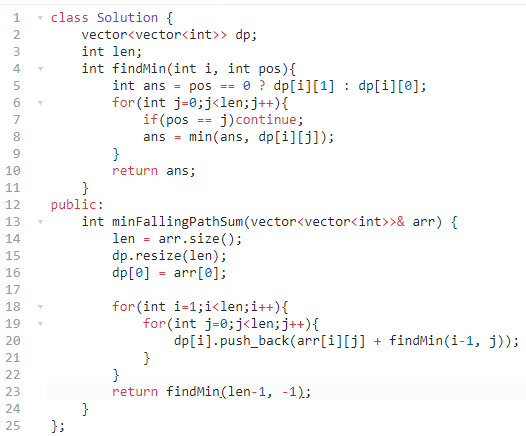 1 class Solution {
2     vector<vector<int>> dp;
3     int len;
4     int findMin(int i, int pos){
5         int ans = pos == 0 ? dp[i][1] : dp[i][0];
6         for(int j=0;j<len;j++){
7             if(pos == j)continue;
8             ans = min(ans, dp[i][j]);
9         }
10         return ans;
11     }
12 public:
13     int minFallingPathSum(vector<vector<int>>& arr) {
14         len = arr.size();
15         dp.resize(len);
16         dp[0] = arr[0];
17
18         for(int i=1;i<len;i++){
19             for(int j=0;j<len;j++){
20                 dp[i].push_back(arr[i][j] + findMin(i-1, j));
21             }
22         }
23         return findMin(len-1, -1);
24     }
25 };